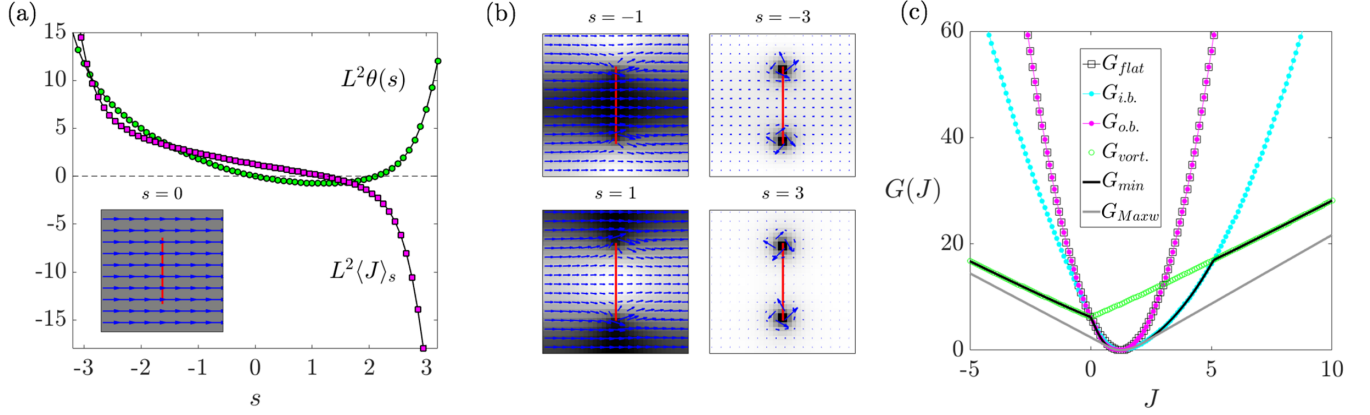 (a)
15
10
5
0
-5
-10
-15
-3
-2
-1
0
1
2
3
s
L²θ(s)
L²⟨J⟩ₛ
s = 0
(b)
s = −1
s = −3
s = 1
s = 3
(c)
60
40
20
0
-5
0
5
10
G(J)
J
G_flat
G_i.b.
G_o.b.
G_vort.
G_min
G_Maxw